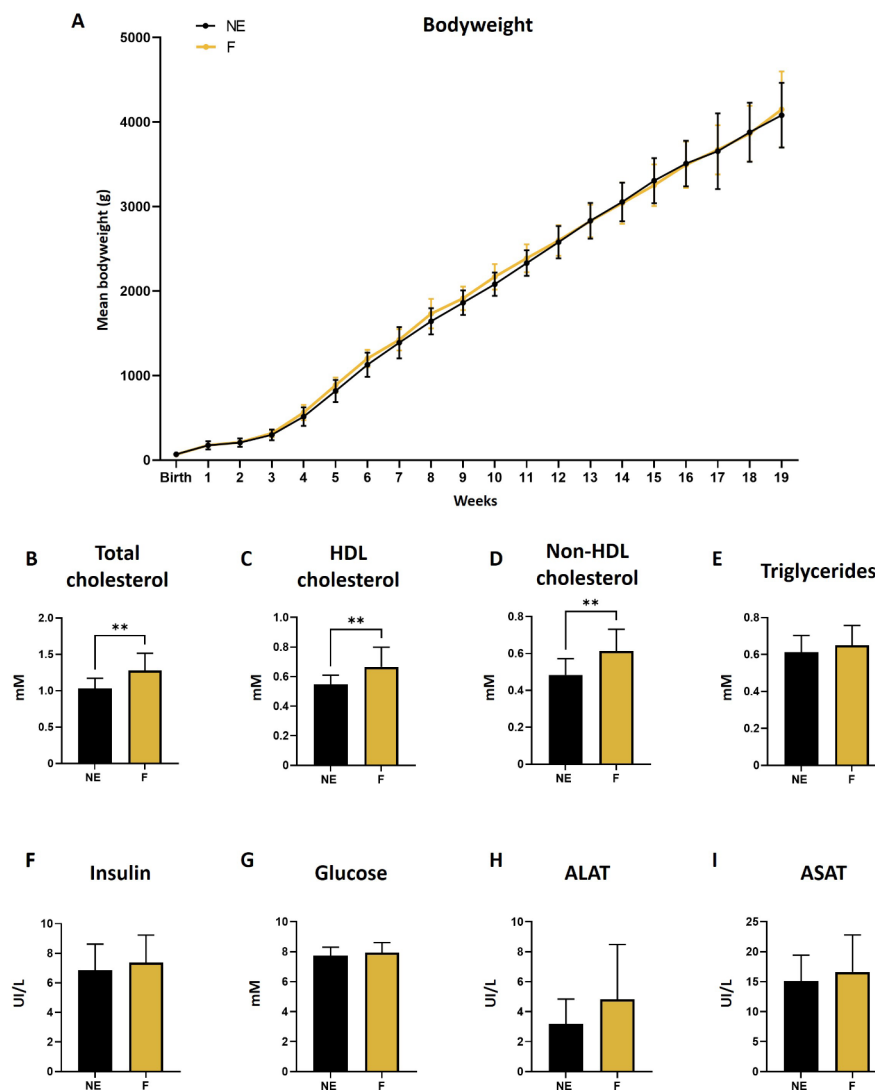 A
NE
F
Bodyweight
5000
4000
3000
2000
1000
0
Mean bodyweight (g)
Birth 1 2 3 4 5 6 7 8 9 10 11 12 13 14 15 16 17 18 19
Weeks
B
Total
cholesterol
2.0
1.5
1.0
0.5
0
mM
**
NE F
C
HDL
cholesterol
1.0
0.8
0.6
0.4
0.2
0
mM
**
NE F
D
Non-HDL
cholesterol
0.8
0.6
0.4
0.2
0
mM
**
NE F
E
Triglycerides
0.8
0.6
0.4
0.2
0
mM
NE F
F
Insulin
10
8
6
4
2
0
UI/L
NE F
G
Glucose
10
8
6
4
2
0
mM
NE F
H
ALAT
10
8
6
4
2
0
UI/L
NE F
I
ASAT
25
20
15
10
5
0
UI/L
NE F